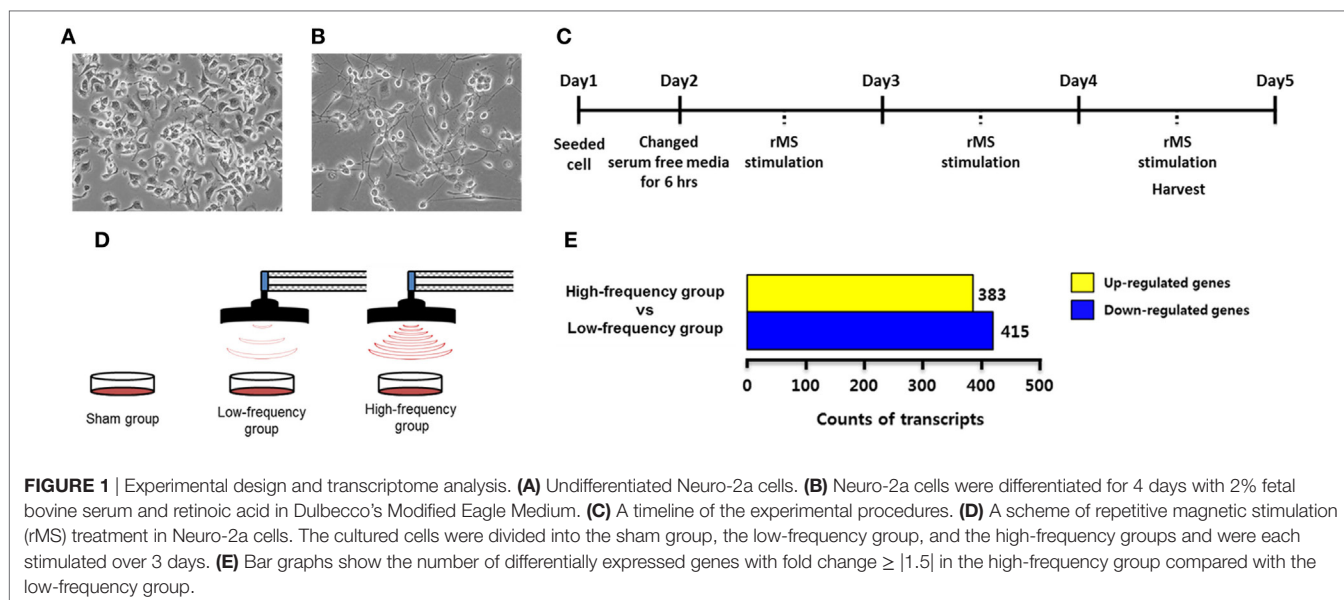 A
B
C
Day1
Day2
Day3
Day4
Day5
Seeded
cell
Changed
serum free media
for 6 hrs
rMS
stimulation
rMS
stimulation
rMS
stimulation
Harvest
D
Sham group
Low-frequency
group
High-frequency
group
E
High-frequency group
vs
Low-frequency group
383
415
Up-regulated genes
Down-regulated genes
0
100
200
300
400
500
Counts of transcripts
FIGURE 1 | Experimental design and transcriptome analysis. (A) Undifferentiated Neuro-2a cells. (B) Neuro-2a cells were differentiated for 4 days with 2% fetal
bovine serum and retinoic acid in Dulbecco's Modified Eagle Medium. (C) A timeline of the experimental procedures. (D) A scheme of repetitive magnetic stimulation
(rMS) treatment in Neuro-2a cells. The cultured cells were divided into the sham group, the low-frequency group, and the high-frequency groups and were each
stimulated over 3 days. (E) Bar graphs show the number of differentially expressed genes with fold change ≥ |1.5| in the high-frequency group compared with the
low-frequency group.